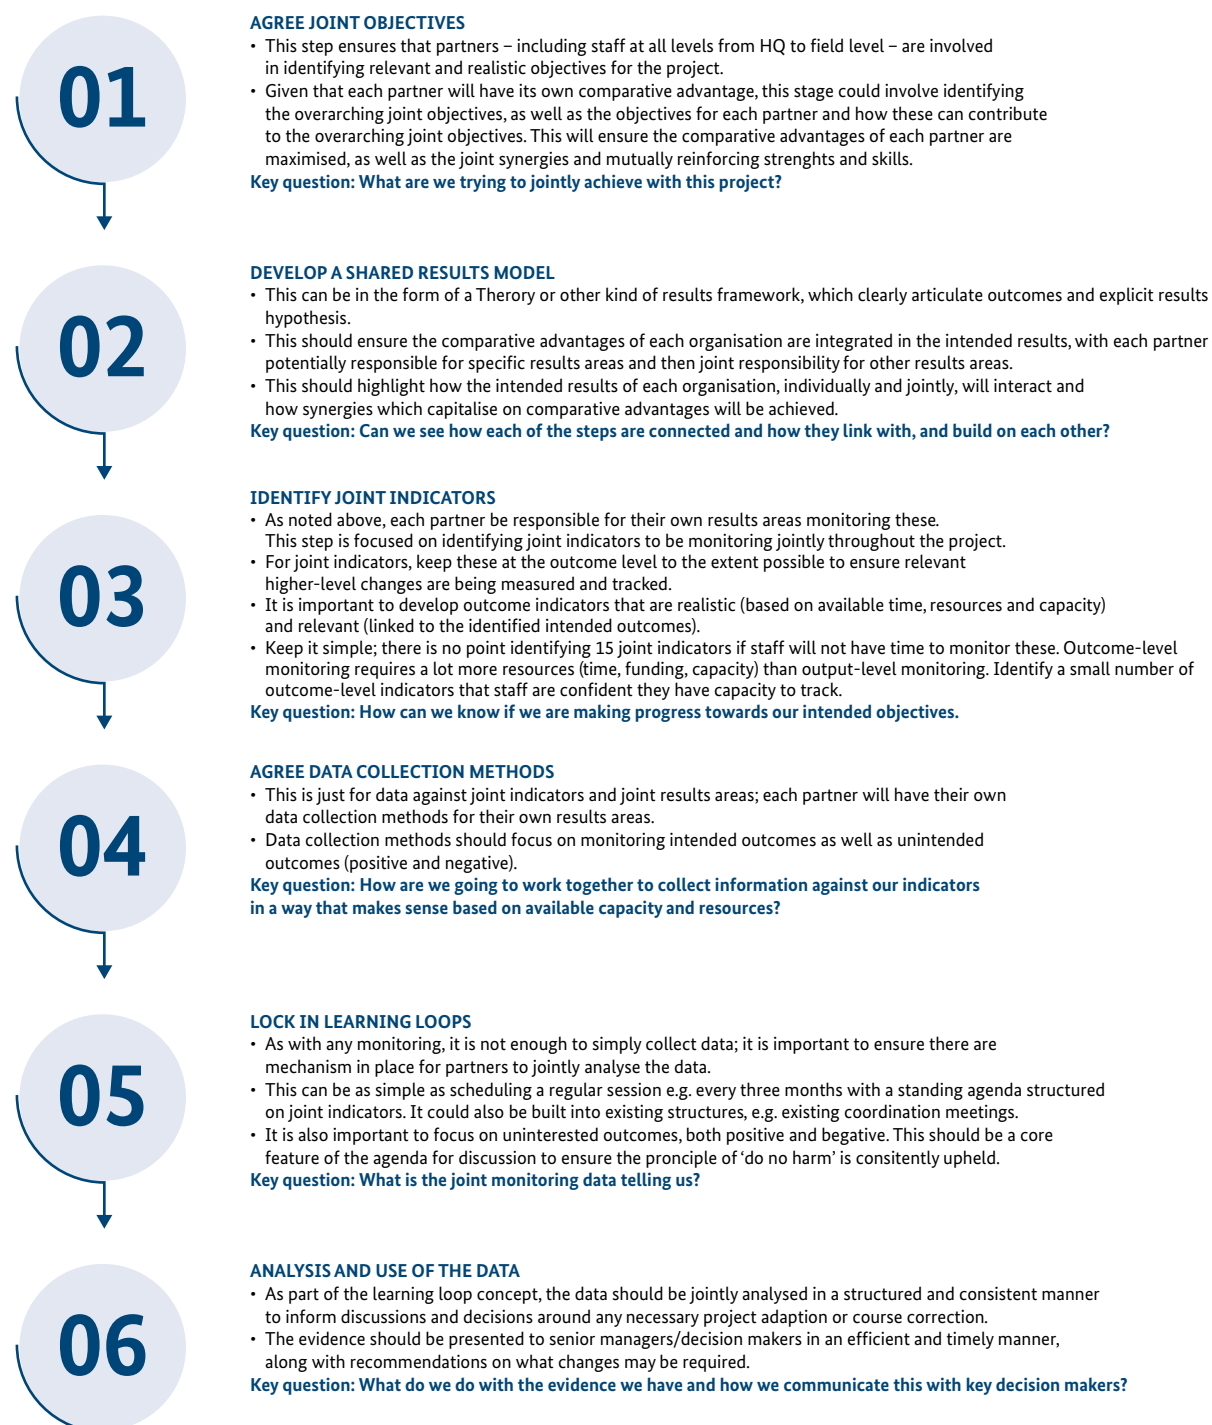 01
AGREE JOINT OBJECTIVES
• This step ensures that partners – including staff at all levels from HQ to field level – are involved
in identifying relevant and realistic objectives for the project.
• Given that each partner will have its own comparative advantage, this stage could involve identifying
the overarching joint objectives, as well as the objectives for each partner and how these can contribute
to the overarching joint objectives. This will ensure the comparative advantages of each partner are
maximised, as well as the joint synergies and mutually reinforcing strenghts and skills.
Key question: What are we trying to jointly achieve with this project?
02
DEVELOP A SHARED RESULTS MODEL
• This can be in the form of a Therory or other kind of results framework, which clearly articulate outcomes and explicit results
hypothesis.
• This should ensure the comparative advantages of each organisation are integrated in the intended results, with each partner
potentially responsible for specific results areas and then joint responsibility for other results areas.
• This should highlight how the intended results of each organisation, individually and jointly, will interact and
how synergies which capitalise on comparative advantages will be achieved.
Key question: Can we see how each of the steps are connected and how they link with, and build on each other?
03
IDENTIFY JOINT INDICATORS
• As noted above, each partner be responsible for their own results areas monitoring these.
This step is focused on identifying joint indicators to be monitoring jointly throughout the project.
• For joint indicators, keep these at the outcome level to the extent possible to ensure relevant
higher-level changes are being measured and tracked.
• It is important to develop outcome indicators that are realistic (based on available time, resources and capacity)
and relevant (linked to the identified intended outcomes).
• Keep it simple; there is no point identifying 15 joint indicators if staff will not have time to monitor these. Outcome-level
monitoring requires a lot more resources (time, funding, capacity) than output-level monitoring. Identify a small number of
outcome-level indicators that staff are confident they have capacity to track.
Key question: How can we know if we are making progress towards our intended objectives.
04
AGREE DATA COLLECTION METHODS
• This is just for data against joint indicators and joint results areas; each partner will have their own
data collection methods for their own results areas.
• Data collection methods should focus on monitoring intended outcomes as well as unintended
outcomes (positive and negative).
Key question: How are we going to work together to collect information against our indicators
in a way that makes sense based on available capacity and resources?
05
LOCK IN LEARNING LOOPS
• As with any monitoring, it is not enough to simply collect data; it is important to ensure there are
mechanism in place for partners to jointly analyse the data.
• This can be as simple as scheduling a regular session e.g. every three months with a standing agenda structured
on joint indicators. It could also be built into existing structures, e.g. existing coordination meetings.
• It is also important to focus on uninterested outcomes, both positive and begative. This should be a core
feature of the agenda for discussion to ensure the pronciple of ‘do no harm’ is consitently upheld.
Key question: What is the joint monitoring data telling us?
06
ANALYSIS AND USE OF THE DATA
• As part of the learning loop concept, the data should be jointly analysed in a structured and consistent manner
to inform discussions and decisions around any necessary project adaption or course correction.
• The evidence should be presented to senior managers/decision makers in an efficient and timely manner,
along with recommendations on what changes may be required.
Key question: What do we do with the evidence we have and how we communicate this with key decision makers?